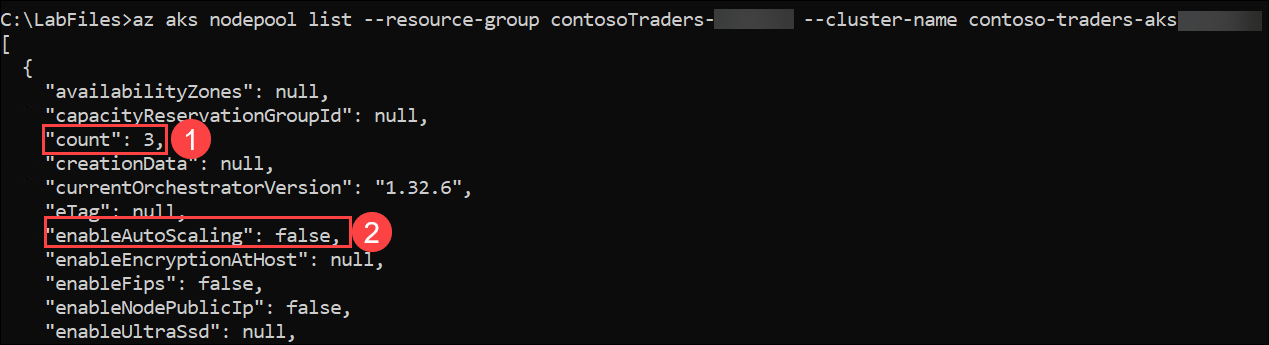 C:\LabFiles>az aks nodepool list --resource-group contosoTraders- --cluster-name contoso-traders-aks
[
{
"availabilityZones": null,
"capacityReservationGroupId": null,
"count": 3, 1
"creationData": null,
"currentOrchestratorVersion": "1.32.6",
"eTag": null,
"enableAutoScaling": false, 2
"enableEncryptionAtHost": null,
"enableFips": false,
"enableNodePublicIp": false,
"enableUltraSsd": null,